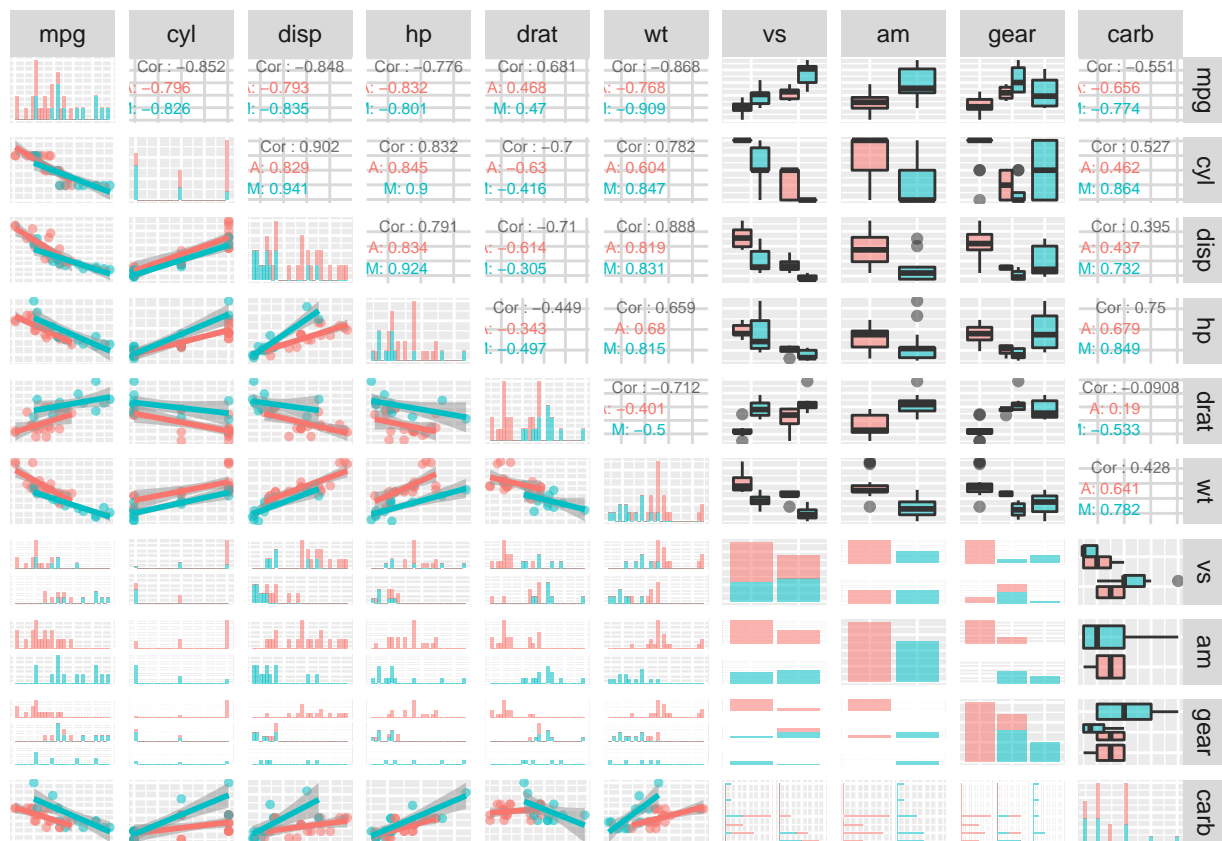 mpg cyl disp hp drat wt vs am gear carb
Cor : −0.852 Cor : −0.848 Cor : −0.776 Cor : 0.681 Cor : −0.868 Cor : −0.551 mpg
A: −0.796 A: −0.793 A: −0.832 A: 0.468 A: −0.768 A: −0.656
M: −0.826 M: −0.835 M: −0.801 M: 0.47 M: −0.909 M: −0.774
Cor : 0.902 Cor : 0.832 Cor : −0.7 Cor : 0.782 Cor : 0.527 cyl
A: 0.829 A: 0.845 A: −0.63 A: 0.604 A: 0.462
M: 0.941 M: 0.9 M: −0.416 M: 0.847 M: 0.864
Cor : 0.791 Cor : −0.71 Cor : 0.888 Cor : 0.395 disp
A: 0.834 A: −0.614 A: 0.819 A: 0.437
M: 0.924 M: −0.305 M: 0.831 M: 0.732
Cor : −0.449 Cor : 0.659 Cor : 0.75 hp
A: −0.343 A: 0.68 A: 0.679
M: −0.497 M: 0.815 M: 0.849
Cor : −0.712 Cor : −0.0908 drat
A: −0.401 A: 0.19
M: −0.5 M: −0.533
Cor : 0.428 wt
A: 0.641
M: 0.782
vs
am
gear
carb